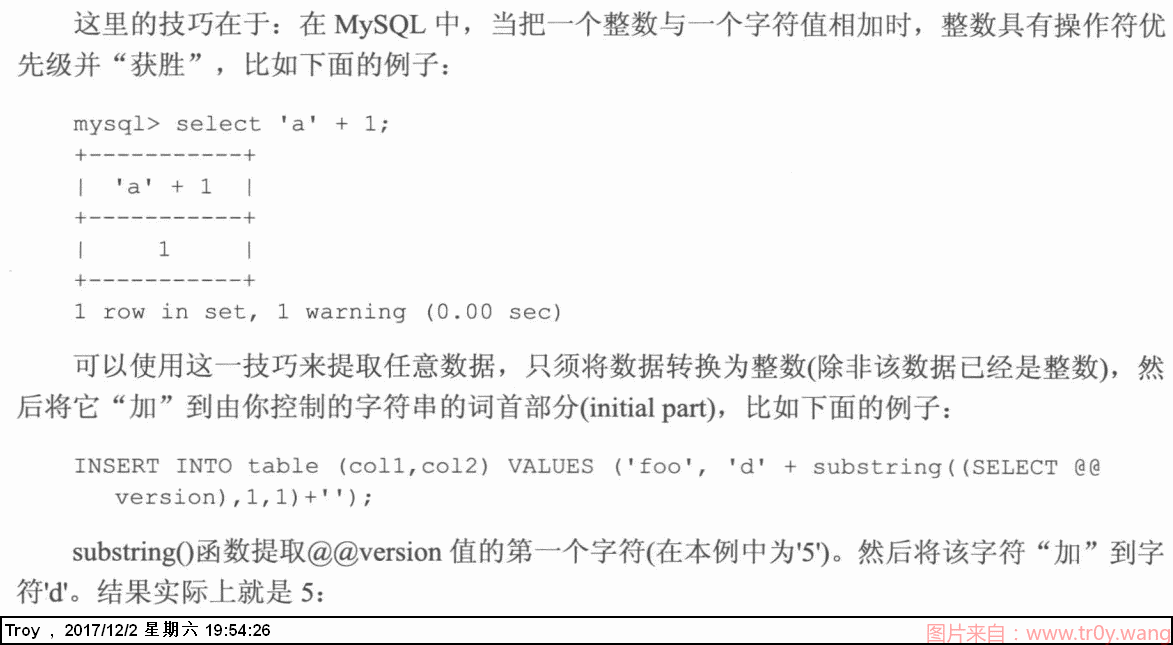 这里的技巧在于：在 MySQL 中，当把一个整数与一个字符值相加时，整数具有操作符优
先级并“获胜”，比如下面的例子：
mysql> select 'a' + 1;
+-----------+
| 'a' + 1 |
+-----------+
| 1 |
+-----------+
1 row in set, 1 warning (0.00 sec)
可以使用这一技巧来提取任意数据，只须将数据转换为整数(除非该数据已经是整数)，然
后将它“加”到由你控制的字符串的词首部分(initial part)，比如下面的例子：
INSERT INTO table (col1,col2) VALUES ('foo', 'd' + substring((SELECT @@
version),1,1)+'');
substring()函数提取@@version 值的第一个字符(在本例中为'5')。然后将该字符“加”到字
符'd'。结果实际上就是 5：
Troy , 2017/12/2 星期六 19:54:26
图片来自：www.tr0y.wang